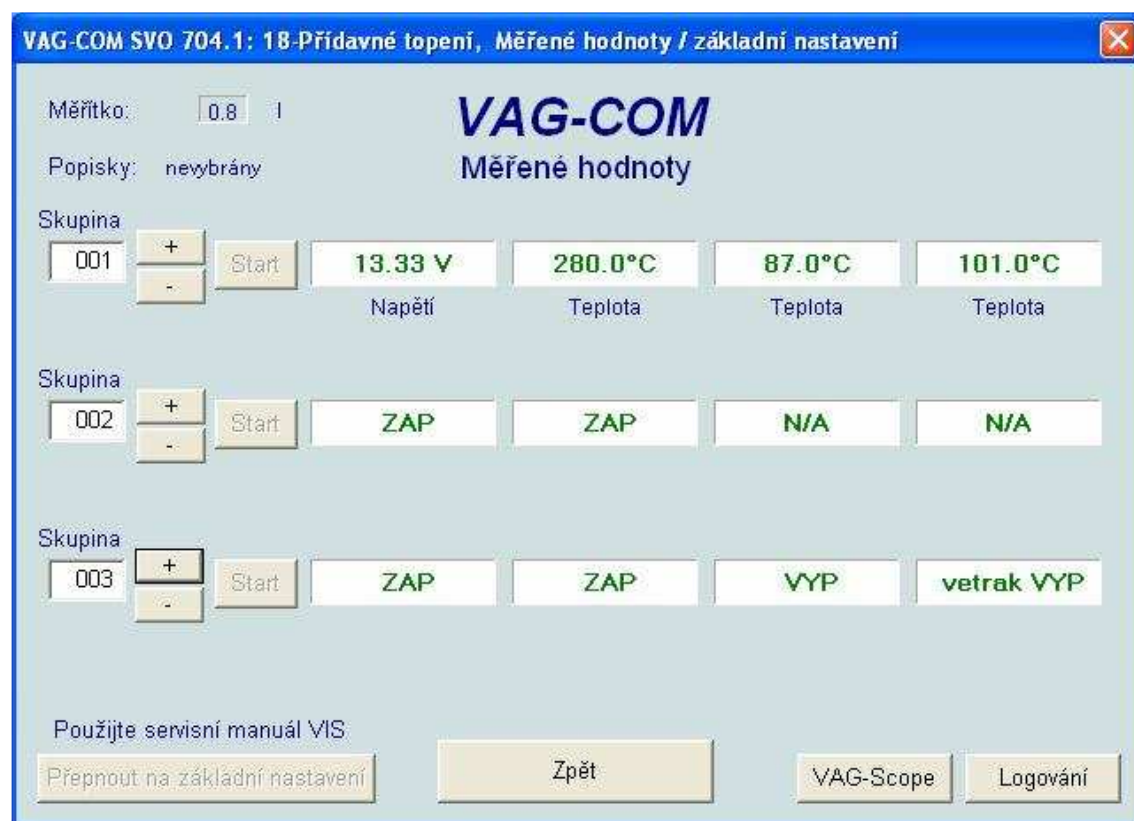 VAG-COM SVO 704.1: 18-Přídavné topení, Měřené hodnoty / základní nastavení
Měřítko: 0.8 l
VAG-COM
Popisky: nevybrány
Měřené hodnoty
Skupina
001 + - Start 13.33 V 280.0°C 87.0°C 101.0°C
Napětí Teplota Teplota Teplota
Skupina
002 + - Start ZAP ZAP N/A N/A
Skupina
003 + - Start ZAP ZAP VYP vetrak VYP
Použijte servisní manuál VIS
Přepnout na základní nastavení Zpět VAG-Scope Logování